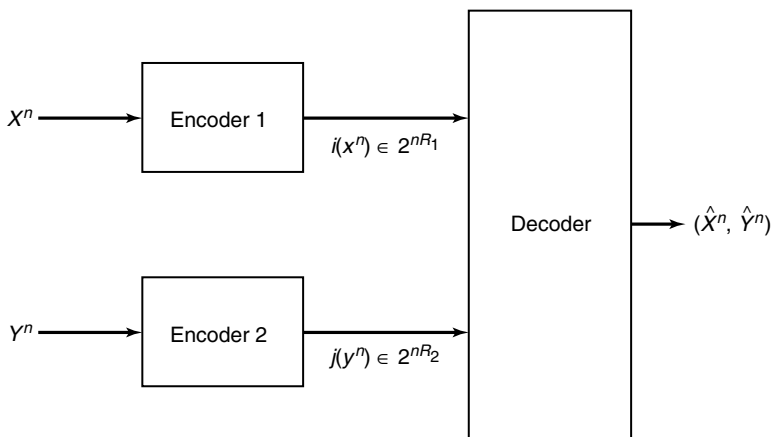 Xⁿ
Encoder 1
i(xⁿ) ∈ 2ⁿᴿ¹
Decoder
(X̂ⁿ, Ŷⁿ)
Yⁿ
Encoder 2
j(yⁿ) ∈ 2ⁿᴿ²